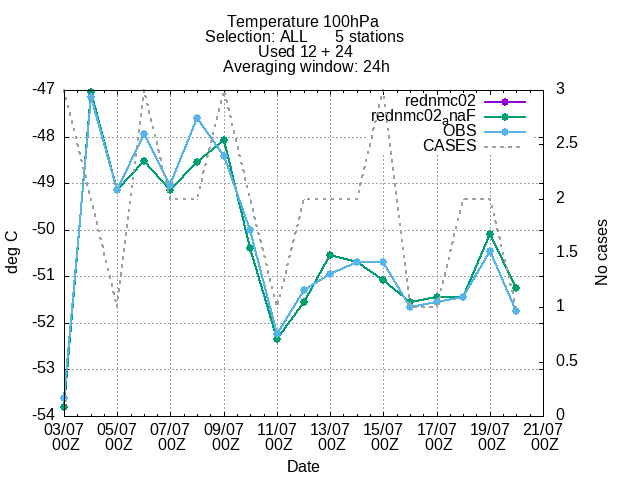 Temperature 100hPa
Selection: ALL 5 stations
Used 12 + 24
Averaging window: 24h
-47
-48
-49
-50
-51
-52
-53
-54
deg C
3
2.5
2
1.5
1
0.5
0
No cases
rednmc02
rednmc02anaF
OBS
CASES
03/07 05/07 07/07 09/07 11/07 13/07 15/07 17/07 19/07 21/07
00Z 00Z 00Z 00Z 00Z 00Z 00Z 00Z 00Z 00Z
Date